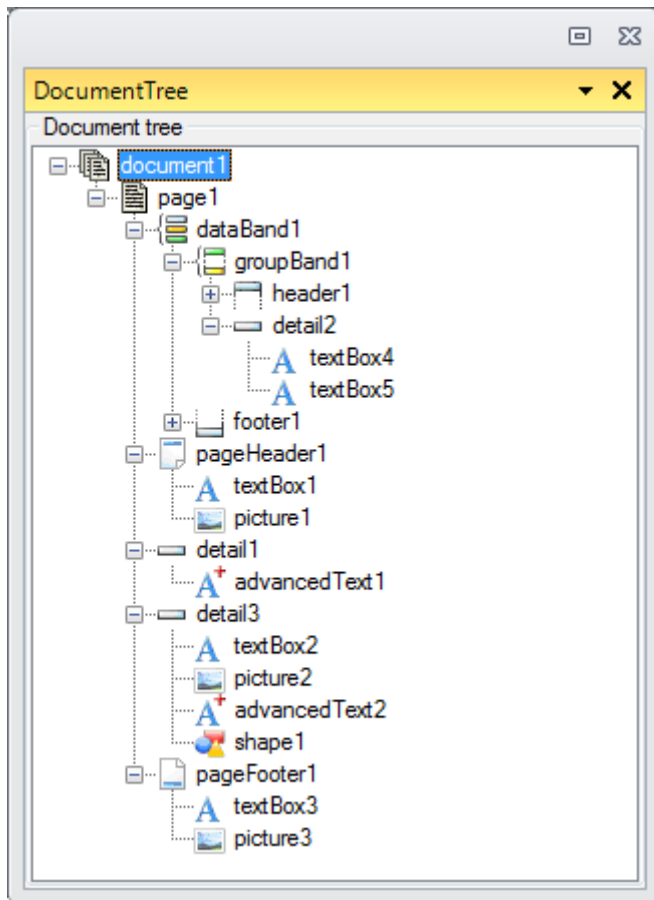 DocumentTree
Document tree
document1
page1
dataBand1
groupBand1
header1
detail2
textBox4
textBox5
footer1
pageHeader1
textBox1
picture1
detail1
advancedText1
detail3
textBox2
picture2
advancedText2
shape1
pageFooter1
textBox3
picture3